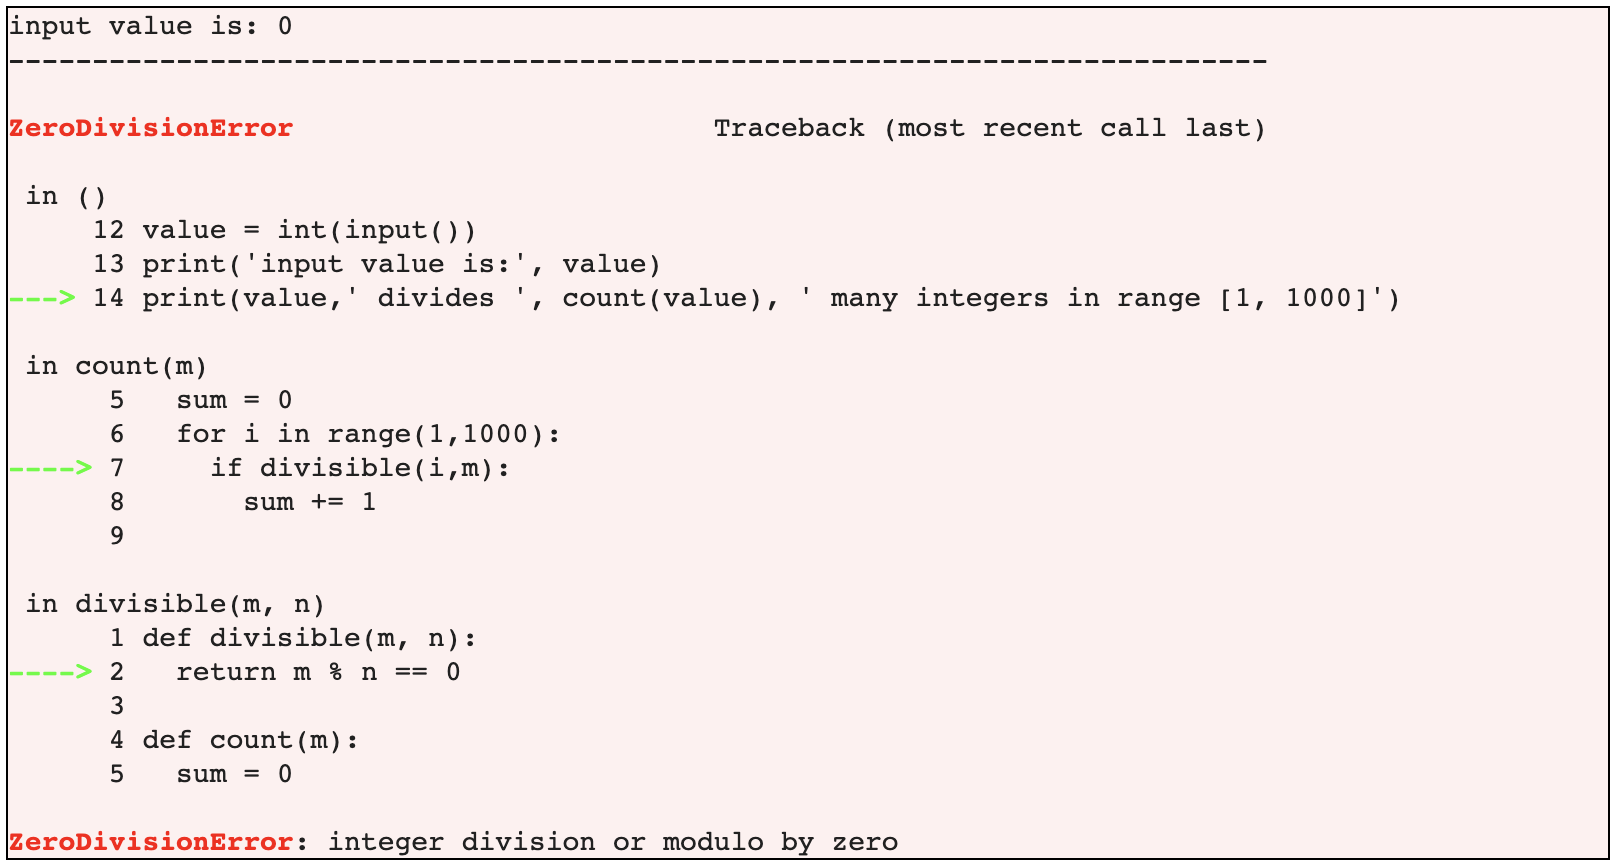 input value is: 0
---------------------------------------------------------------------------
ZeroDivisionError                         Traceback (most recent call last)
 in ()
     12 value = int(input())
     13 print('input value is:', value)
---> 14 print(value,' divides ', count(value), ' many integers in range [1, 1000]')
 in count(m)
      5   sum = 0
      6   for i in range(1,1000):
----> 7     if divisible(i,m):
      8       sum += 1
      9
 in divisible(m, n)
      1 def divisible(m, n):
----> 2   return m % n == 0
      3
      4 def count(m):
      5   sum = 0
ZeroDivisionError: integer division or modulo by zero